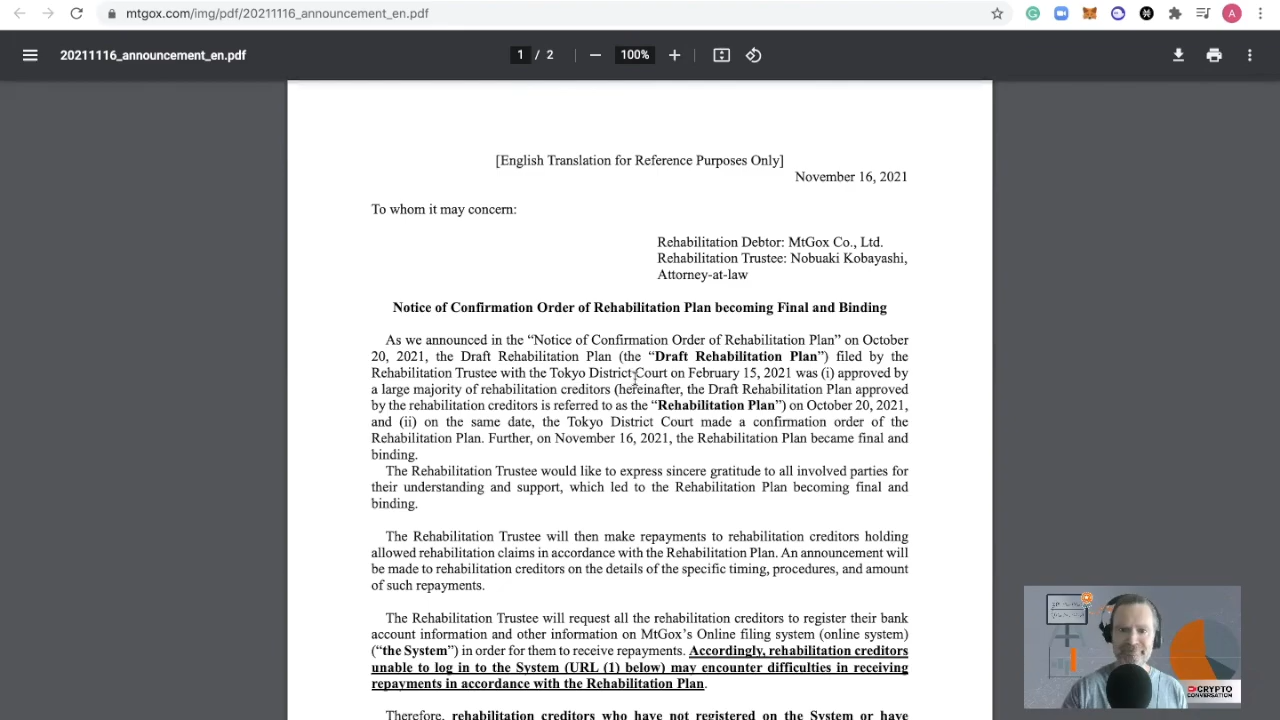 mtgox.com/img/pdf/20211116_announcement_en.pdf
A
20211116_announcement_en.pdf
1 / 2
100%
[English Translation for Reference Purposes Only]
November 16, 2021
To whom it may concern:
Rehabilitation Debtor: MtGox Co., Ltd.
Rehabilitation Trustee: Nobuaki Kobayashi,
Attorney-at-law
Notice of Confirmation Order of Rehabilitation Plan becoming Final and Binding
As we announced in the “Notice of Confirmation Order of Rehabilitation Plan” on October
20, 2021, the Draft Rehabilitation Plan (the “Draft Rehabilitation Plan”) filed by the
Rehabilitation Trustee with the Tokyo District Court on February 15, 2021 was (i) approved by
a large majority of rehabilitation creditors (hereinafter, the Draft Rehabilitation Plan approved
by the rehabilitation creditors is referred to as the “Rehabilitation Plan”) on October 20, 2021,
and (ii) on the same date, the Tokyo District Court made a confirmation order of the
Rehabilitation Plan. Further, on November 16, 2021, the Rehabilitation Plan became final and
binding.
The Rehabilitation Trustee would like to express sincere gratitude to all involved parties for
their understanding and support, which led to the Rehabilitation Plan becoming final and
binding.
The Rehabilitation Trustee will then make repayments to rehabilitation creditors holding
allowed rehabilitation claims in accordance with the Rehabilitation Plan. An announcement will
be made to rehabilitation creditors on the details of the specific timing, procedures, and amount
of such repayments.
The Rehabilitation Trustee will request all the rehabilitation creditors to register their bank
account information and other information on MtGox’s Online filing system (online system)
(“the System”) in order for them to receive repayments. Accordingly, rehabilitation creditors
unable to log in to the System (URL (1) below) may encounter difficulties in receiving
repayments in accordance with the Rehabilitation Plan.
Therefore, rehabilitation creditors who have not registered on the System or have
CRYPTO
CONVERSATION